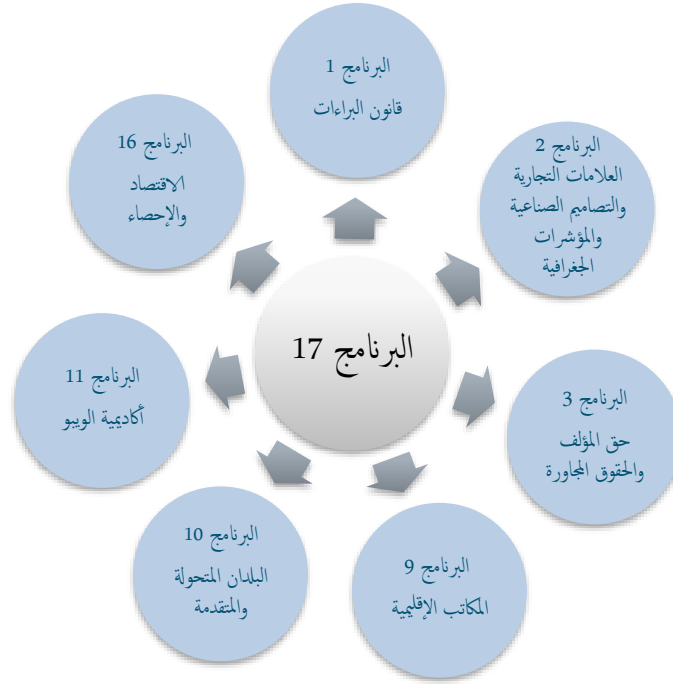 البرنامج 1
قانون البراءات
البرنامج 2
العلامات التجارية
والتصاميم الصناعية
والمؤشرات
الجغرافية
البرنامج 3
حق المؤلف
والحقوق المجاورة
البرنامج 9
المكاتب الإقليمية
البرنامج 10
البلدان المتحولة
والمتقدمة
البرنامج 11
أكاديمية الويبو
البرنامج 16
الاقتصاد
والإحصاء
البرنامج 17